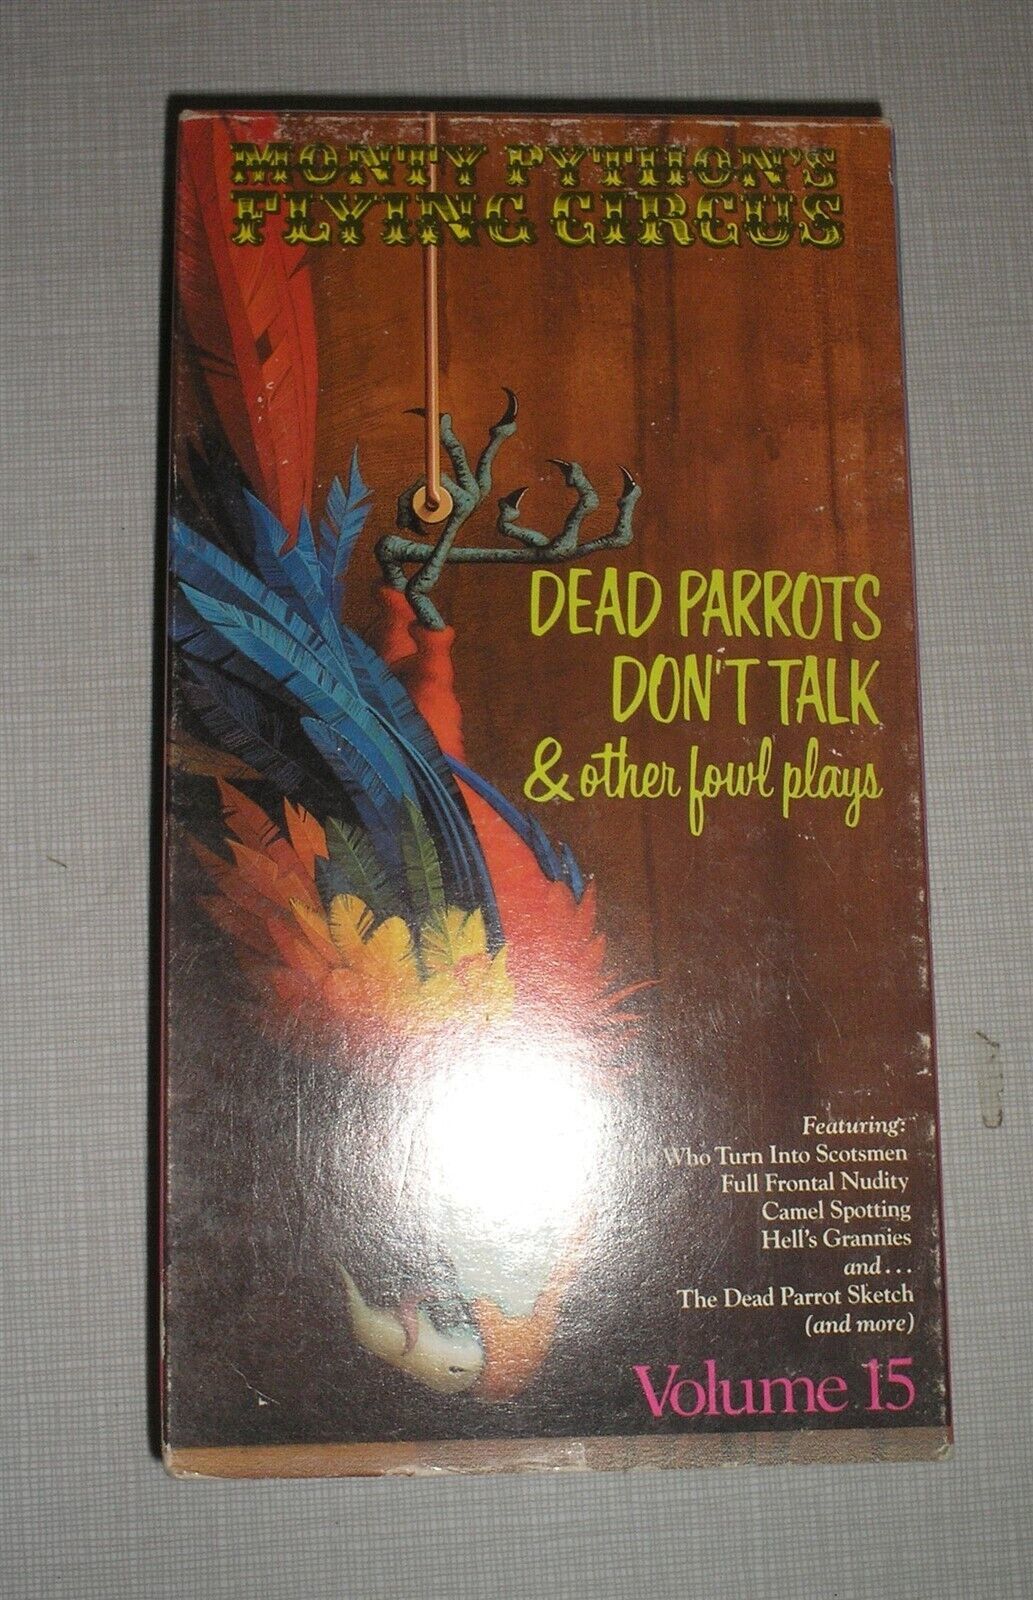 MONTY PYTHON'S
FLYING CIRCUS
DEAD PARROTS
DON'T TALK
& other fowl plays
Featuring:
Who Turn Into Scotsmen
Full Frontal Nudity
Camel Spotting
Hell's Grannies
and...
The Dead Parrot Sketch
(and more)
Volume 15